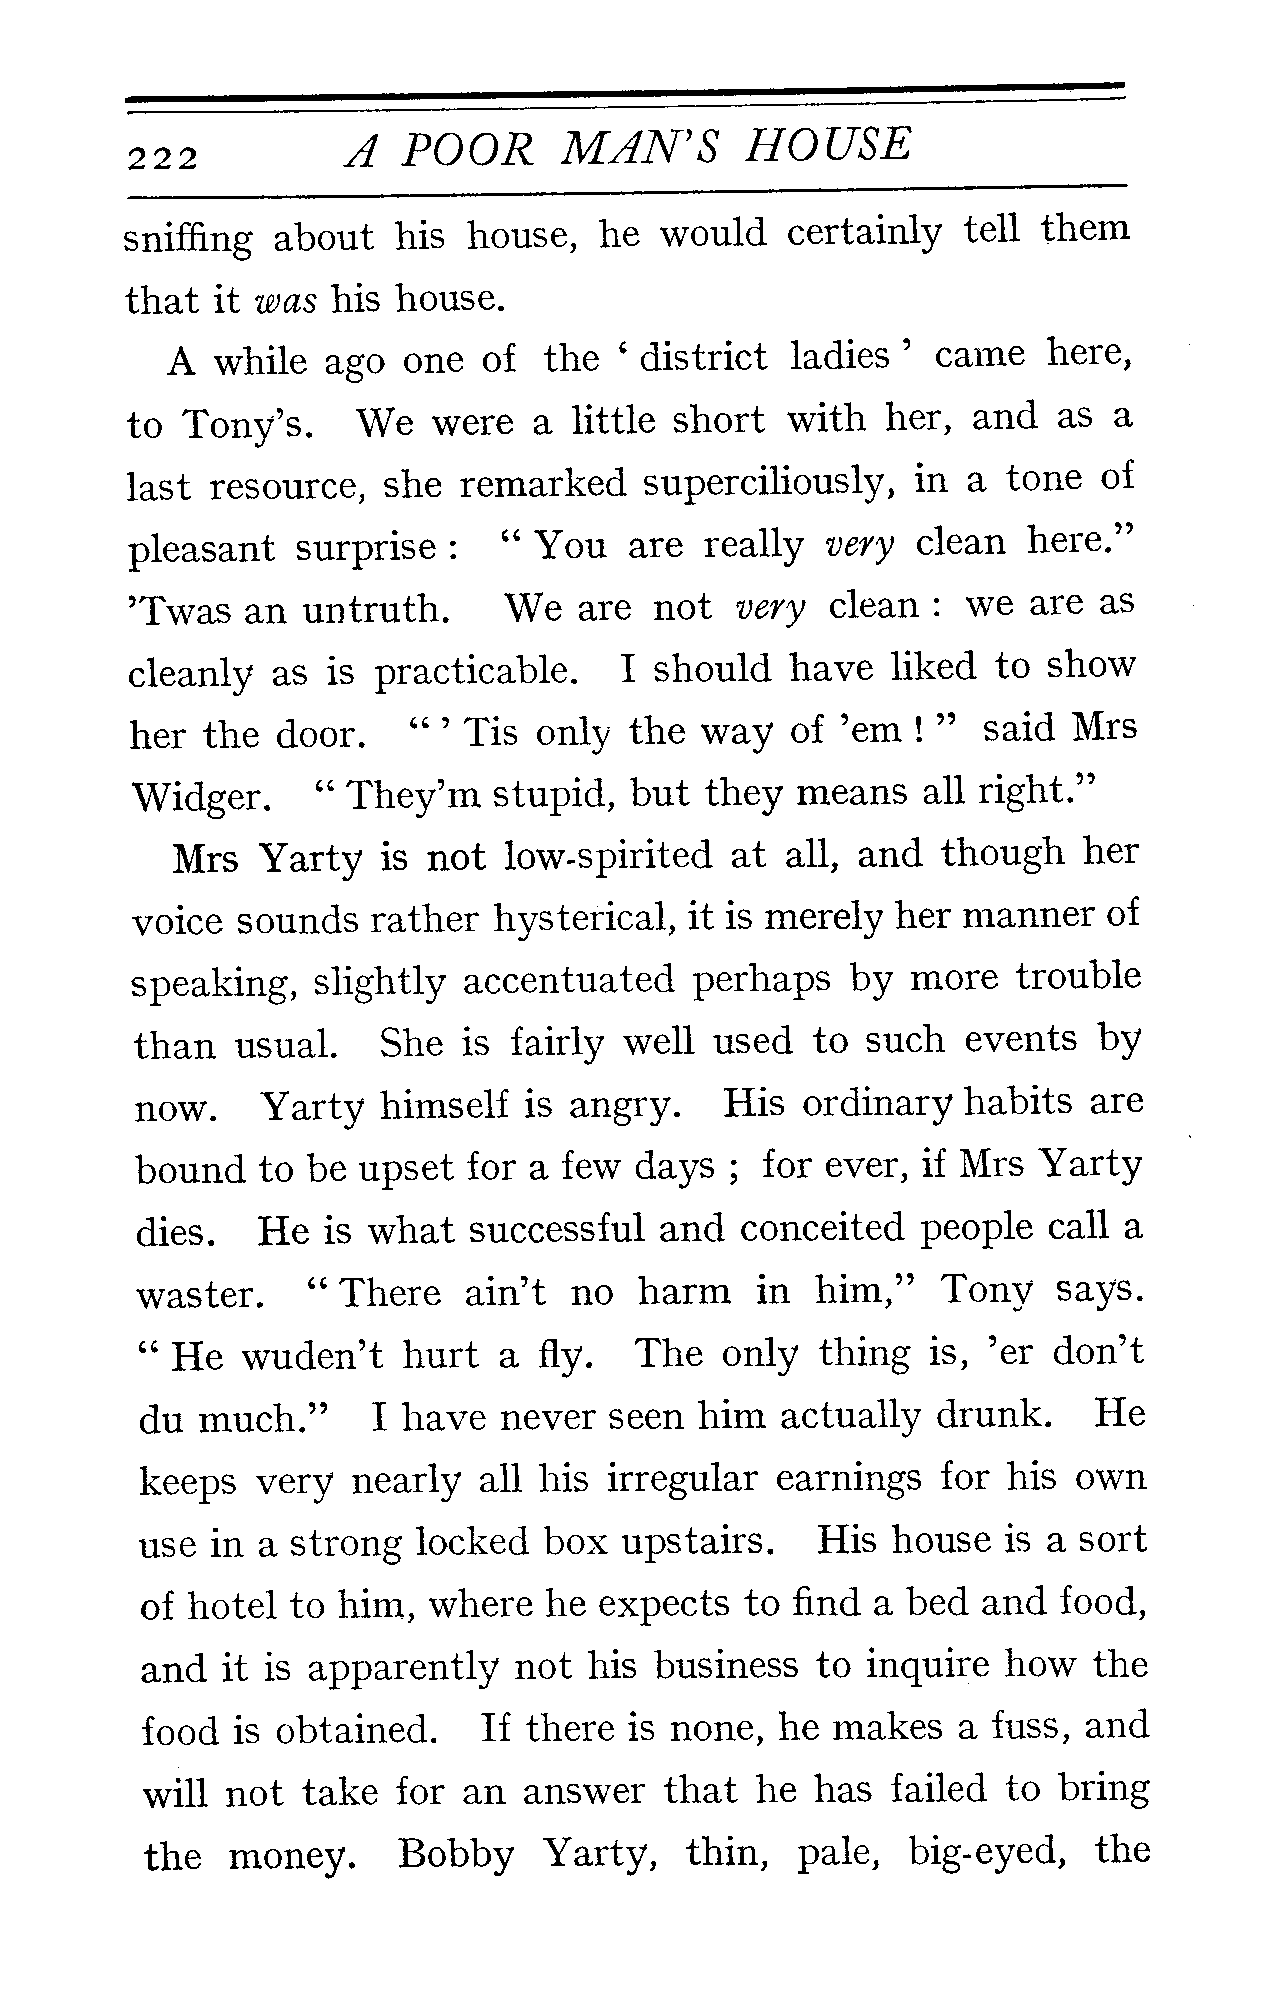 222 A POOR MAN'S HOUSE
sniffing about his house, he would certainly tell them
that it was his house.
A while ago one of the ‘ district ladies ’ came here,
to Tony’s. We were a little short with her, and as a
last resource, she remarked superciliously, in a tone of
pleasant surprise : “ You are really very clean here.”
’Twas an untruth. We are not very clean : we are as
cleanly as is practicable. I should have liked to show
her the door. “ ’ Tis only the way of ’em ! ” said Mrs
Widger. “ They’m stupid, but they means all right.”
Mrs Yarty is not low-spirited at all, and though her
voice sounds rather hysterical, it is merely her manner of
speaking, slightly accentuated perhaps by more trouble
than usual. She is fairly well used to such events by
now. Yarty himself is angry. His ordinary habits are
bound to be upset for a few days ; for ever, if Mrs Yarty
dies. He is what successful and conceited people call a
waster. “ There ain’t no harm in him,” Tony says.
“ He wuden’t hurt a fly. The only thing is, ’er don’t
du much.” I have never seen him actually drunk. He
keeps very nearly all his irregular earnings for his own
use in a strong locked box upstairs. His house is a sort
of hotel to him, where he expects to find a bed and food,
and it is apparently not his business to inquire how the
food is obtained. If there is none, he makes a fuss, and
will not take for an answer that he has failed to bring
the money. Bobby Yarty, thin, pale, big-eyed, the